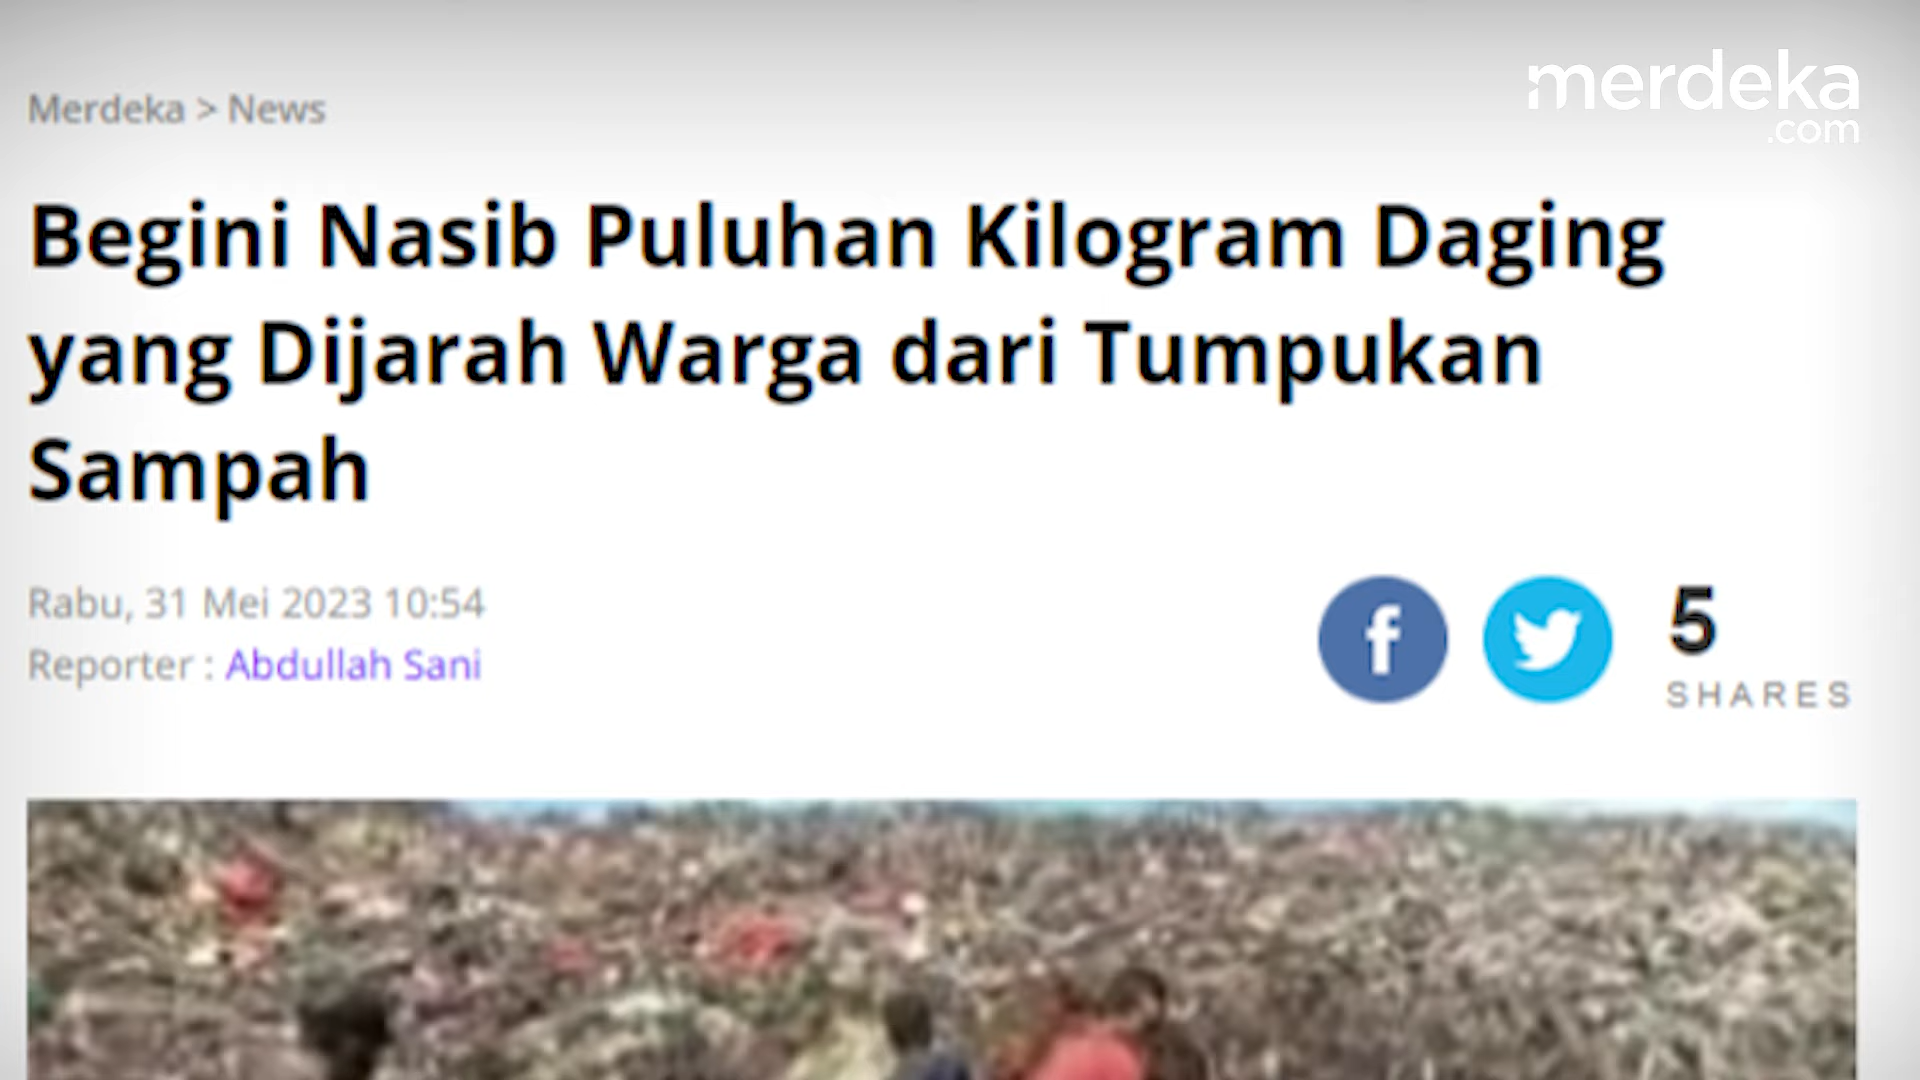 merdeka
.com
Merdeka > News
Begini Nasib Puluhan Kilogram Daging
yang Dijarah Warga dari Tumpukan
Sampah
Rabu, 31 Mei 2023 10:54
Reporter : Abdullah Sani
f
5
SHARES